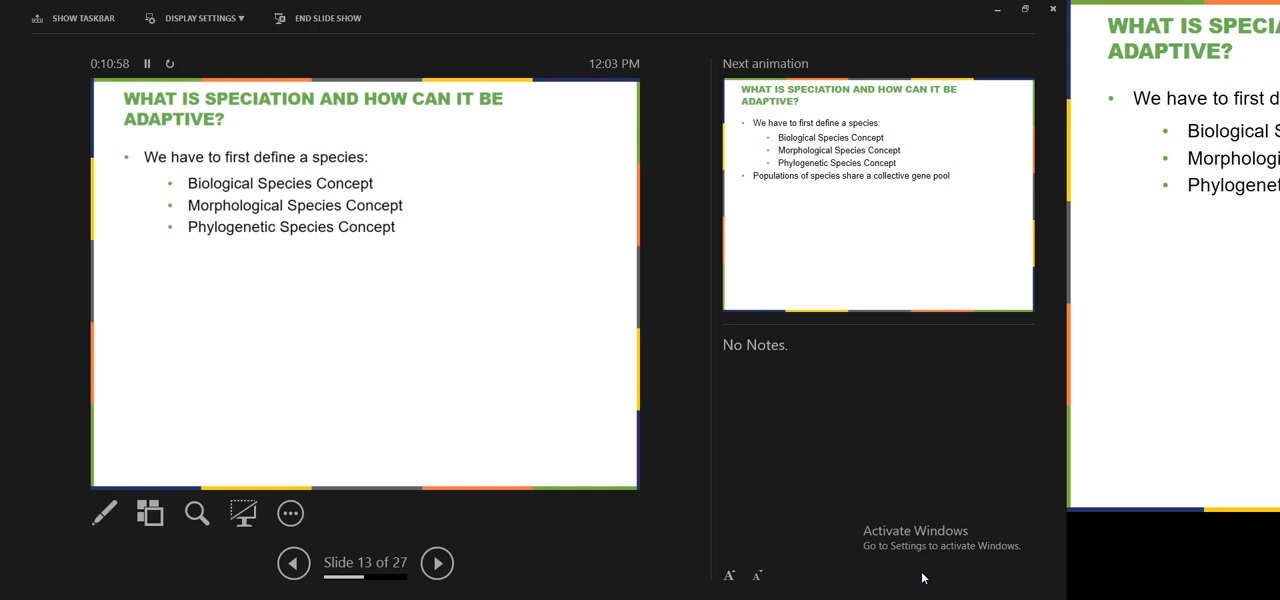 SHOW TASKBAR
DISPLAY SETTINGS ▼
END SLIDE SHOW
0:10:58
12:03 PM
WHAT IS SPECIATION AND HOW CAN IT BE
ADAPTIVE?
• We have to first define a species:
• Biological Species Concept
• Morphological Species Concept
• Phylogenetic Species Concept
Slide 13 of 27
Next animation
WHAT IS SPECIATION AND HOW CAN IT BE
ADAPTIVE?
• We have to first define a species:
• Biological Species Concept
• Morphological Species Concept
• Phylogenetic Species Concept
• Populations of species share a collective gene pool
No Notes.
Activate Windows
Go to Settings to activate Windows.
A A
WHAT IS SPECIA
ADAPTIVE?
• We have to first d
• Biological S
• Morphologi
• Phylogenet